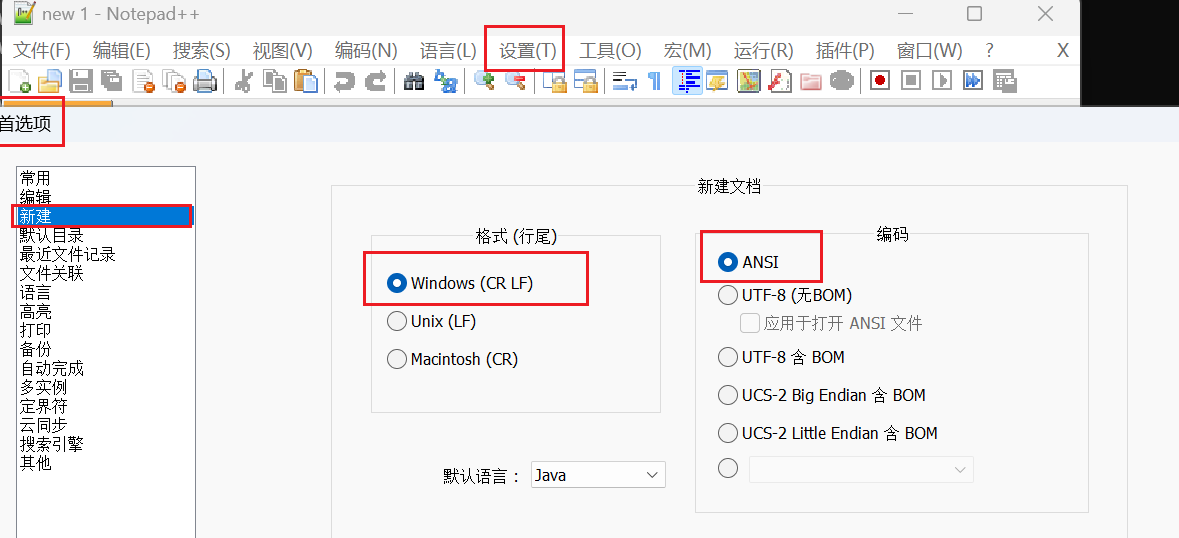 new 1 - Notepad++
文件(F) 编辑(E) 搜索(S) 视图(V) 编码(N) 语言(L) 设置(T) 工具(O) 宏(M) 运行(R) 插件(P) 窗口(W) ? X
首选项
常用
编辑
新建
默认目录
最近文件记录
文件关联
语言
高亮
打印
备份
自动完成
多实例
定界符
云同步
搜索引擎
其他
新建文档
格式 (行尾)
Windows (CR LF)
Unix (LF)
Macintosh (CR)
默认语言： Java
编码
ANSI
UTF-8 (无BOM)
应用于打开 ANSI 文件
UTF-8 含 BOM
UCS-2 Big Endian 含 BOM
UCS-2 Little Endian 含 BOM